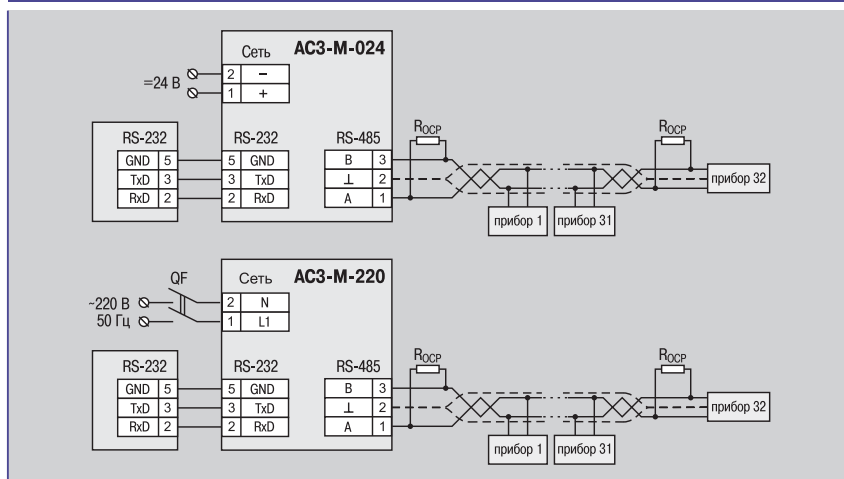 Сеть АС3-М-024
=24 В
2 –
1 +
RS-232 RS-232 RS-485
GND 5
TxD 3
RxD 2
5 GND
3 TxD
2 RxD
B 3
⊥ 2
A 1
RОСР RОСР
прибор 1 прибор 31 прибор 32
QF Сеть АС3-М-220
~220 В
50 Гц
2 N
1 L1
RS-232 RS-232 RS-485
GND 5
TxD 3
RxD 2
5 GND
3 TxD
2 RxD
B 3
⊥ 2
A 1
RОСР RОСР
прибор 1 прибор 31 прибор 32